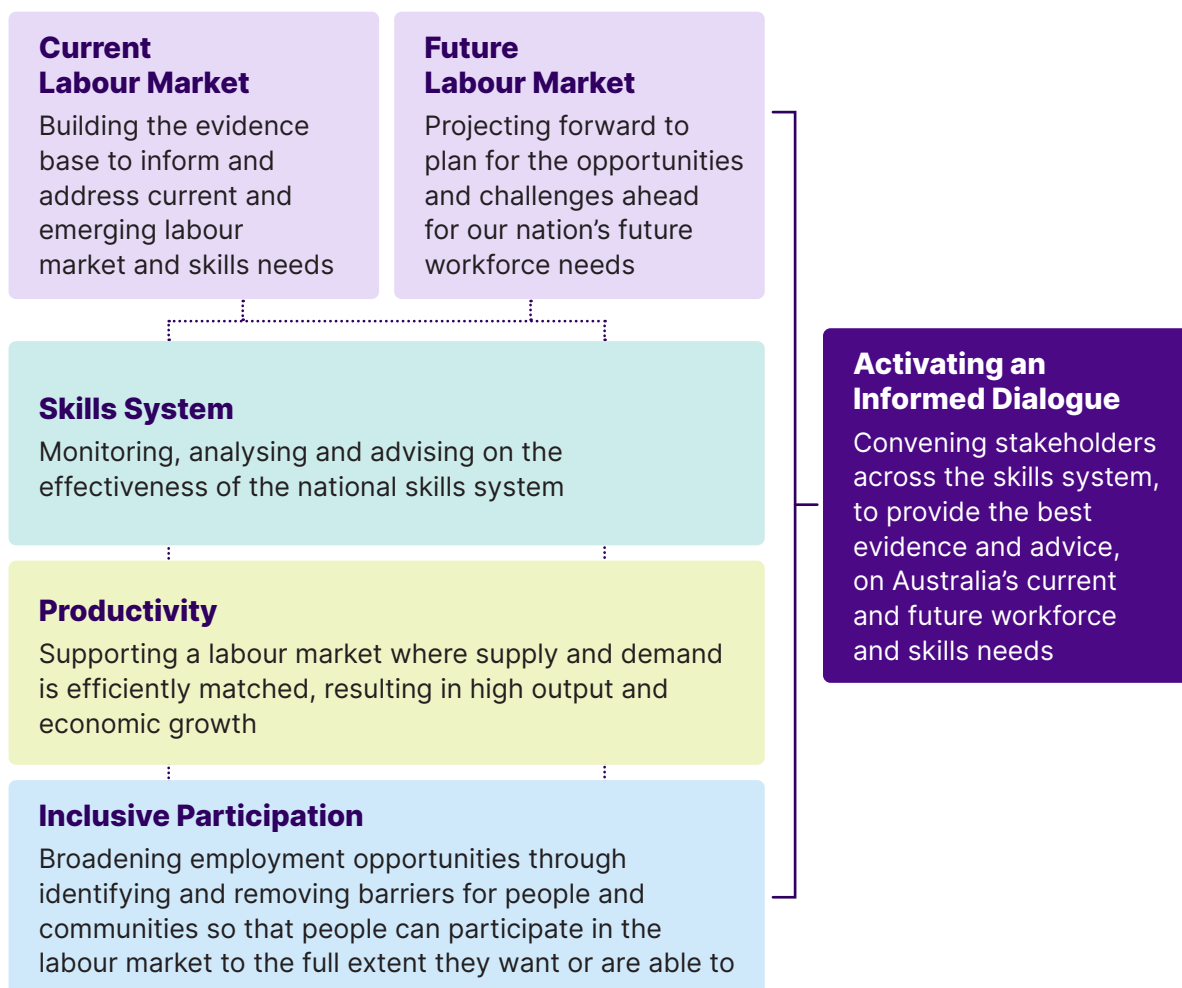 Current
Labour Market
Building the evidence
base to inform and
address current and
emerging labour
market and skills needs
Future
Labour Market
Projecting forward to
plan for the opportunities
and challenges ahead
for our nation’s future
workforce needs
Skills System
Monitoring, analysing and advising on the
effectiveness of the national skills system
Productivity
Supporting a labour market where supply and demand
is efficiently matched, resulting in high output and
economic growth
Inclusive Participation
Broadening employment opportunities through
identifying and removing barriers for people and
communities so that people can participate in the
labour market to the full extent they want or are able to
Activating an
Informed Dialogue
Convening stakeholders
across the skills system,
to provide the best
evidence and advice,
on Australia’s current
and future workforce
and skills needs